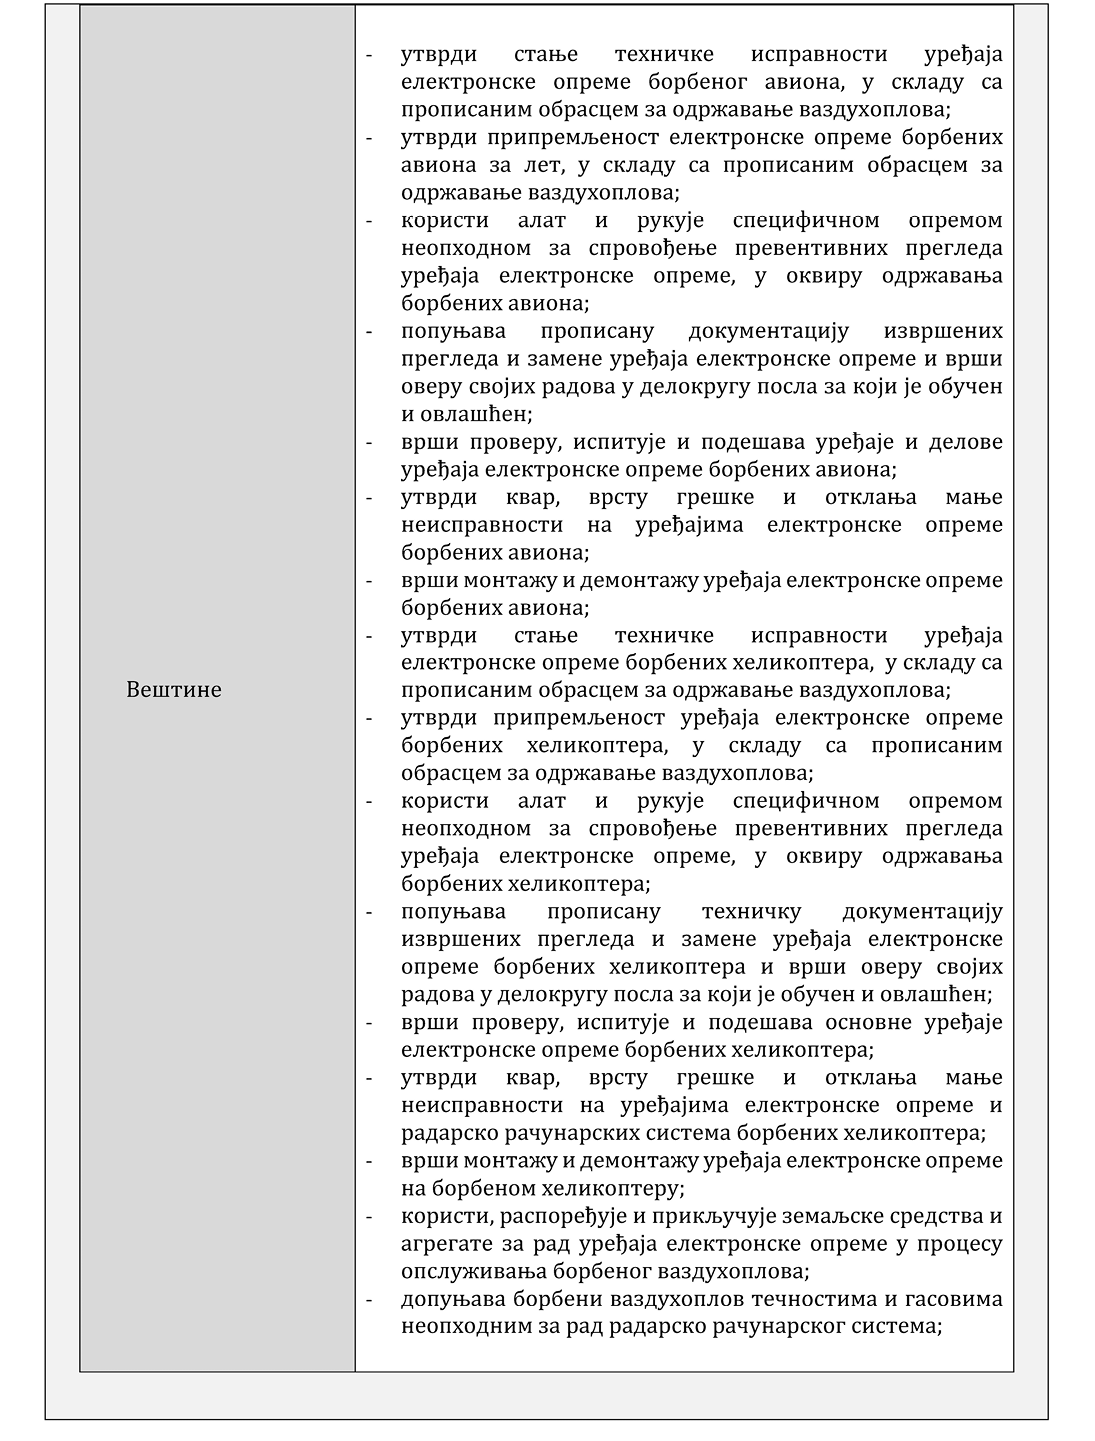 - утврди стање техничке исправности уређаја
електронске опреме борбеног авиона, у складу са
прописаним обрасцем за одржавање ваздухоплова;
- утврди припремљеност електронске опреме борбених
авиона за лет, у складу са прописаним обрасцем за
одржавање ваздухоплова;
- користи алат и рукује специфичном опремом
неопходном за спровођење превентивних прегледа
уређаја електронске опреме, у оквиру одржавања
борбених авиона;
- попуњава прописану документацију извршених
прегледа и замене уређаја електронске опреме и врши
оверу својих радова у делокругу посла за који је обучен
и овлашћен;
- врши проверу, испитује и подешава уређаје и делове
уређаја електронске опреме борбених авиона;
- утврди квар, врсту грешке и отклања мање
неисправности на уређајима електронске опреме
борбених авиона;
- врши монтажу и демонтажу уређаја електронске опреме
борбених авиона;
- утврди стање техничке исправности уређаја
електронске опреме борбених хеликоптера, у складу са
прописаним обрасцем за одржавање ваздухоплова;
Вештине
- утврди припремљеност уређаја електронске опреме
борбених хеликоптера, у складу са прописаним
обрасцем за одржавање ваздухоплова;
- користи алат и рукује специфичном опремом
неопходном за спровођење превентивних прегледа
уређаја електронске опреме, у оквиру одржавања
борбених хеликоптера;
- попуњава прописану техничку документацију
извршених прегледа и замене уређаја електронске
опреме борбених хеликоптера и врши оверу својих
радова у делокругу посла за који је обучен и овлашћен;
- врши проверу, испитује и подешава основне уређаје
електронске опреме борбених хеликоптера;
- утврди квар, врсту грешке и отклања мање
неисправности на уређајима електронске опреме и
радарско рачунарских система борбених хеликоптера;
- врши монтажу и демонтажу уређаја електронске опреме
на борбеном хеликоптеру;
- користи, распоређује и прикључује земаљске средства и
агрегате за рад уређаја електронске опреме у процесу
опслуживања борбеног ваздухоплова;
- допуњава борбени ваздухоплов течностима и гасовима
неопходним за рад радарско рачунарског система;